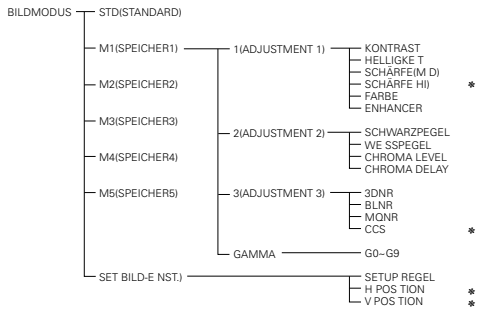 BILDMODUS STD(STANDARD)
M1(SPEICHER1) 1(ADJUSTMENT 1) KONTRAST
HELLIGKE T
SCHÄRFE(M D)
M2(SPEICHER2) SCHÄRFE HI) *
FARBE
ENHANCER
M3(SPEICHER3) 2(ADJUSTMENT 2) SCHWARZPEGEL
WE SSPEGEL
M4(SPEICHER4) CHROMA LEVEL
CHROMA DELAY
M5(SPEICHER5) 3(ADJUSTMENT 3) 3DNR
BLNR
MQNR
CCS *
GAMMA G0~G9
SET BILD-E NST.) SETUP REGEL
H POS TION *
V POS TION *